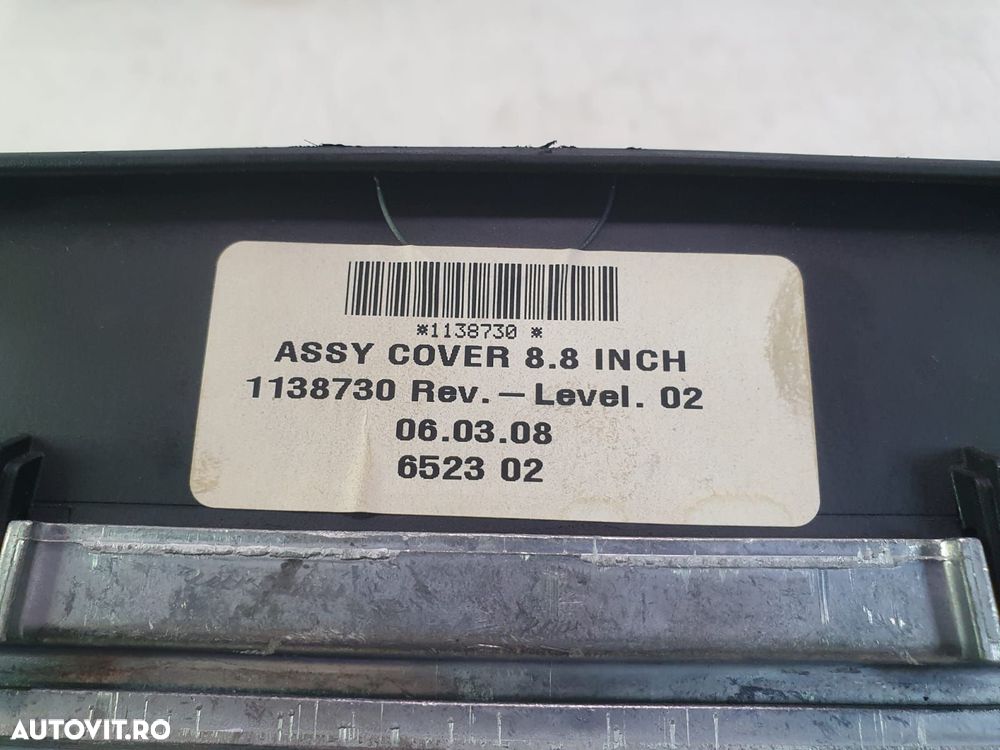 *1138730 *
ASSY COVER 8.8 INCH
1138730 Rev. – Level. 02
06.03.08
6523 02
AUTOVIT.RO